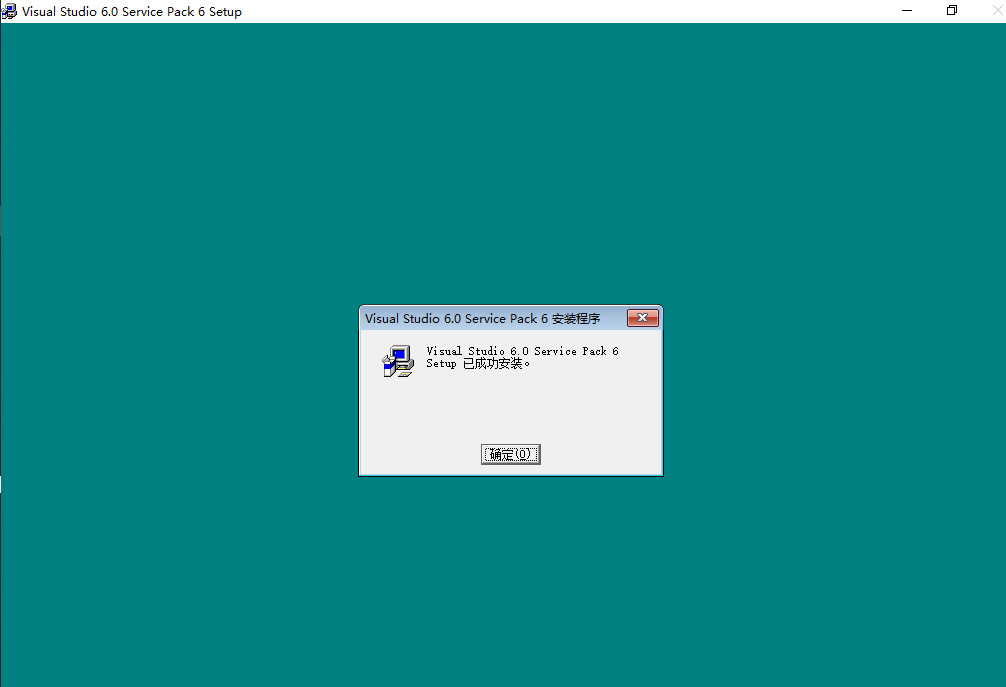 Visual Studio 6.0 Service Pack 6 Setup
Visual Studio 6.0 Service Pack 6 安装程序
Visual Studio 6.0 Service Pack 6
Setup 已成功安装。
确定(O)